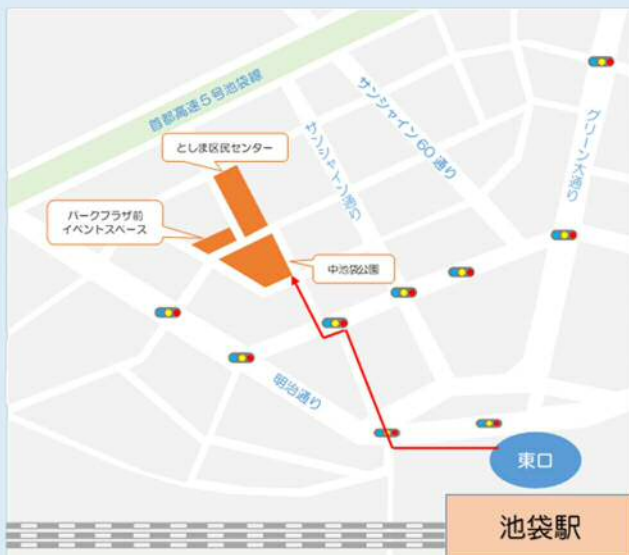 首都高速5号池袋線
サンシャイン60通り
サンシャイン通り
グリーン大通り
としま区民センター
パークプラザ前
イベントスペース
中池袋公園
明治通り
東口
池袋駅